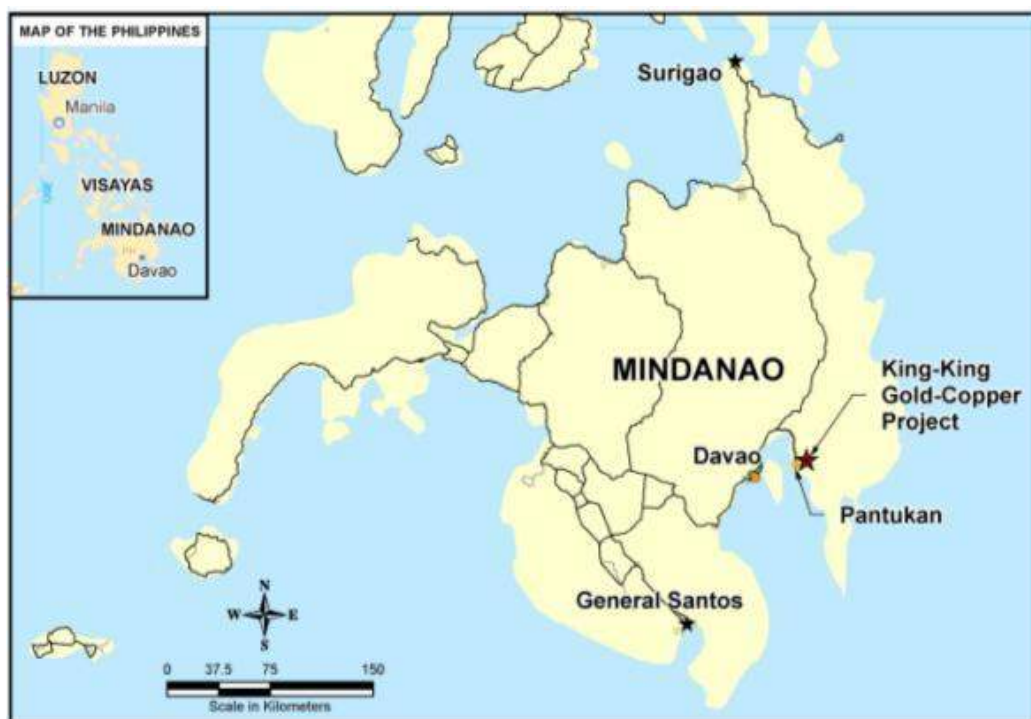 MAP OF THE PHILIPPINES
LUZON
Manila
VISAYAS
MINDANAO
Davao
Surigao
MINDANAO
King-King
Gold-Copper
Project
Davao
Pantukan
General Santos
N
W E
S
0 37.5 75 150
Scale in Kilometers